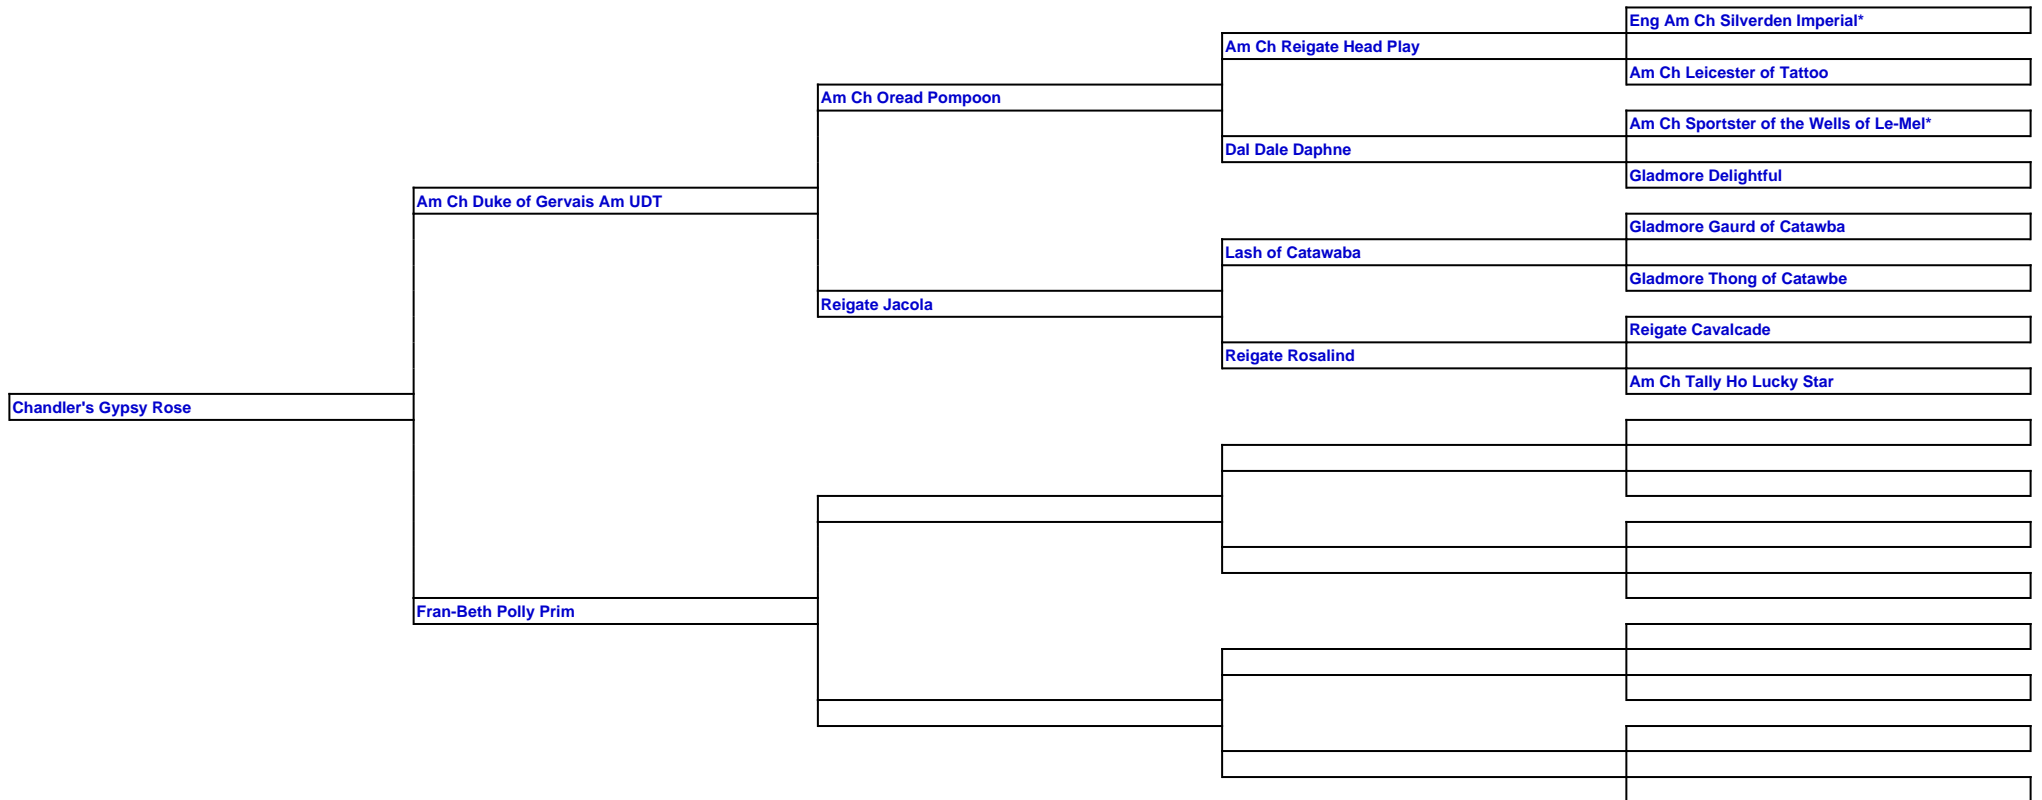 Eng Am Ch Silverden Imperial*
Am Ch Reigate Head Play
Am Ch Leicester of Tattoo
Am Ch Oread Pompoon
Am Ch Sportster of the Wells of Le-Mel*
Dal Dale Daphne
Gladmore Delightful
Am Ch Duke of Gervais Am UDT
Gladmore Gaurd of Catawba
Lash of Catawaba
Gladmore Thong of Catawbe
Reigate Jacola
Reigate Cavalcade
Reigate Rosalind
Am Ch Tally Ho Lucky Star
Chandler's Gypsy Rose
Fran-Beth Polly Prim